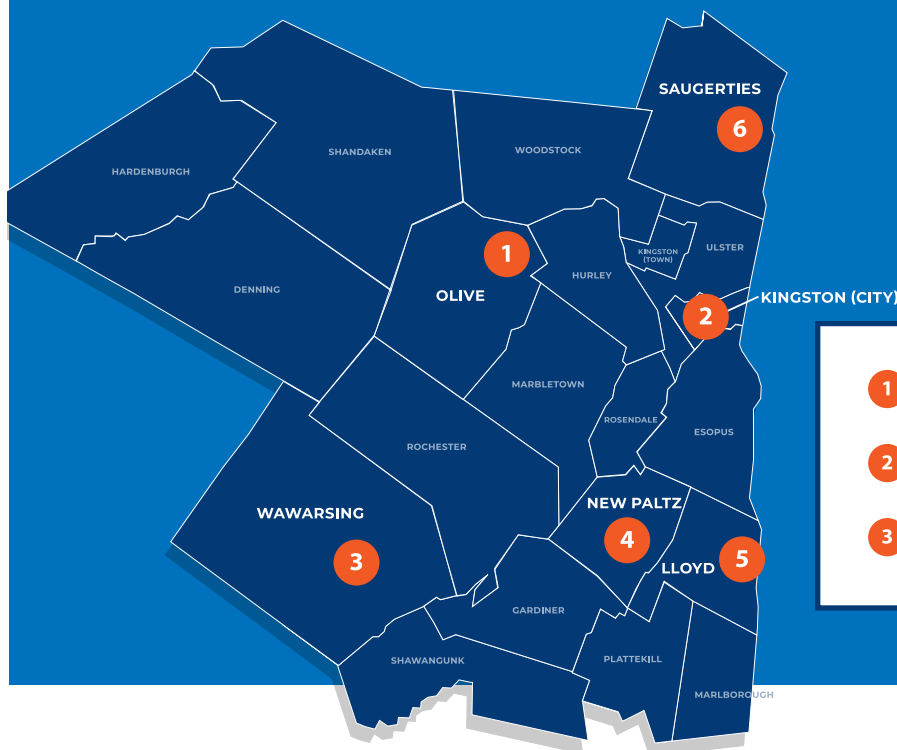 SAUGERTIES
6
SHANDAKEN
WOODSTOCK
HARDENBURGH
KINGSTON
(TOWN)
ULSTER
1
HURLEY
DENNING
OLIVE
KINGSTON (CITY)
2
MARBLETOWN
1
ROSENDALE
ESOPUS
ROCHESTER
2
NEW PALTZ
WAWARSING
4
3
LLOYD
5
3
GARDINER
SHAWANGUNK
PLATTEKILL
MARLBOROUGH